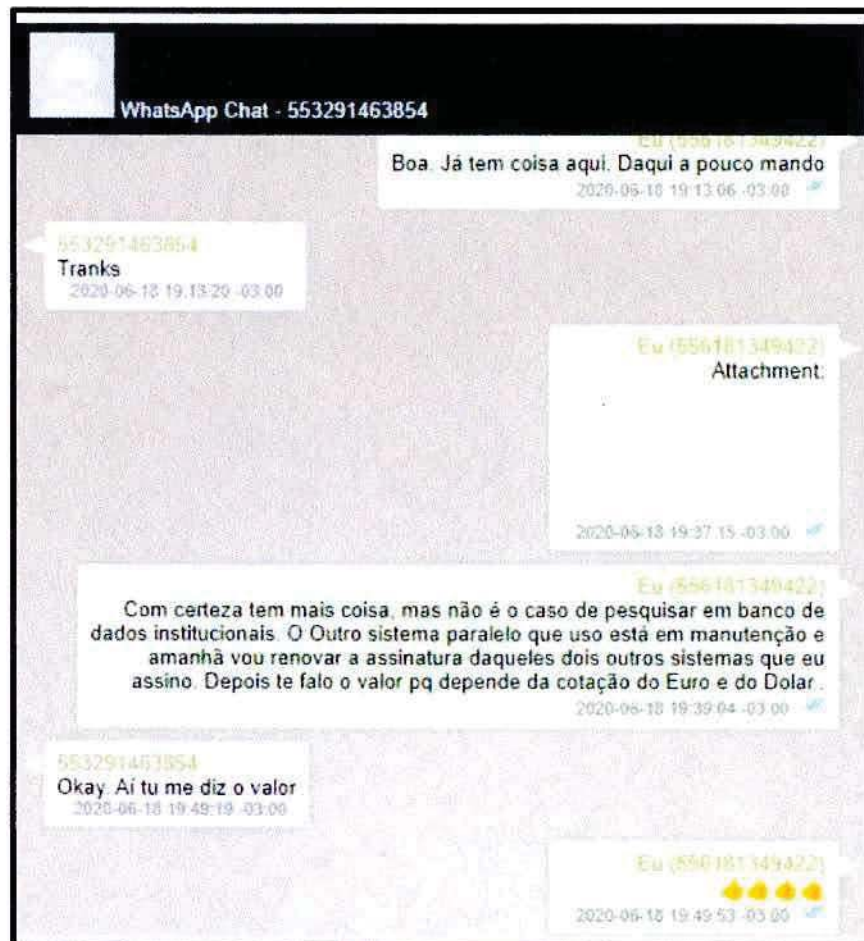 WhatsApp Chat - 553291463854
Eu (556181349422)
Boa. Já tem coisa aqui. Daqui a pouco mando
2020-06-18 19:13:06 -03:00
553291463854
Tranks
2020-06-18 19:13:20 -03:00
Eu (556181349422)
Attachment:
2020-06-18 19:37:15 -03:00
Eu (556181349422)
Com certeza tem mais coisa, mas não é o caso de pesquisar em banco de
dados institucionais. O Outro sistema paralelo que uso está em manutenção e
amanhã vou renovar a assinatura daqueles dois outros sistemas que eu
assino. Depois te falo o valor pq depende da cotação do Euro e do Dolar .
2020-06-18 19:39:04 -03:00
553291463854
Okay. Aí tu me diz o valor
2020-06-18 19:49:19 -03:00
Eu (556181349422)
👍👍👍👍
2020-06-18 19:49:53 -03:00